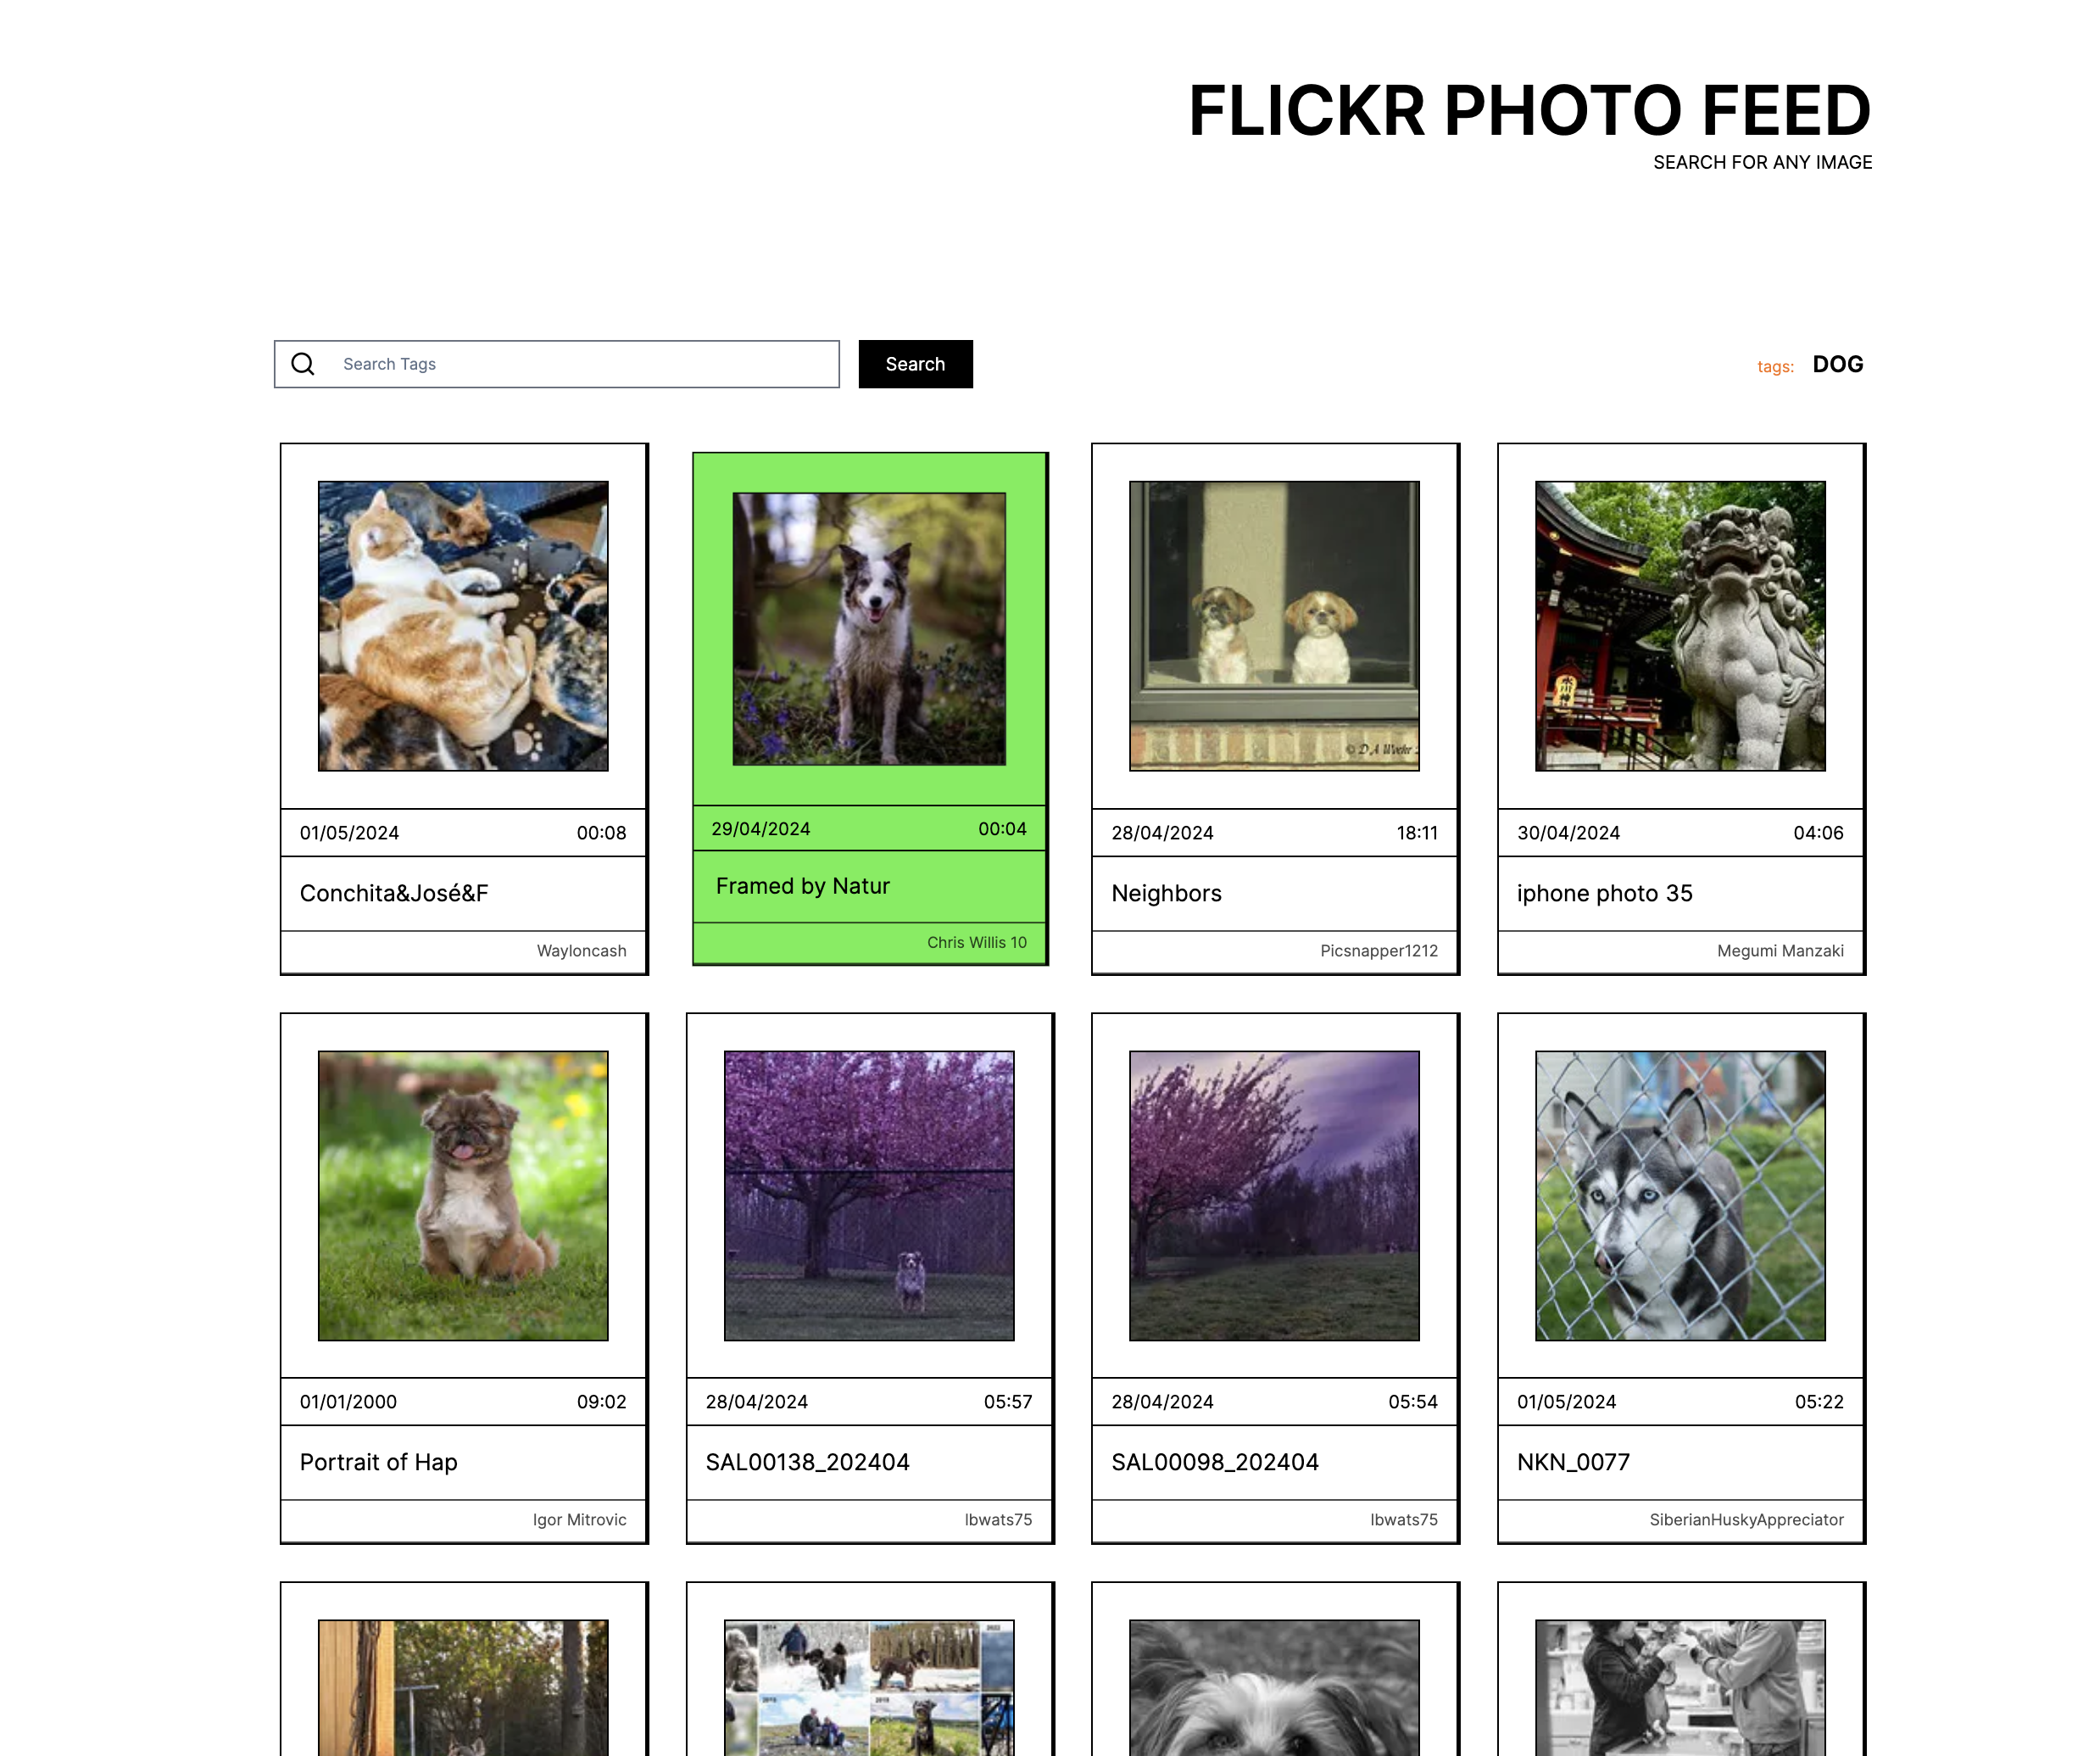 FLICKR PHOTO FEED
SEARCH FOR ANY IMAGE
Search Tags
Search
tags: DOG
© D A Woelw
01/05/2024 00:08
Conchita&José&F
Wayloncash
29/04/2024 00:04
Framed by Natur
Chris Willis 10
28/04/2024 18:11
Neighbors
Picsnapper1212
30/04/2024 04:06
iphone photo 35
Megumi Manzaki
01/01/2000 09:02
Portrait of Hap
Igor Mitrovic
28/04/2024 05:57
SAL00138_202404
lbwats75
28/04/2024 05:54
SAL00098_202404
lbwats75
01/05/2024 05:22
NKN_0077
SiberianHuskyAppreciator
2014
2022